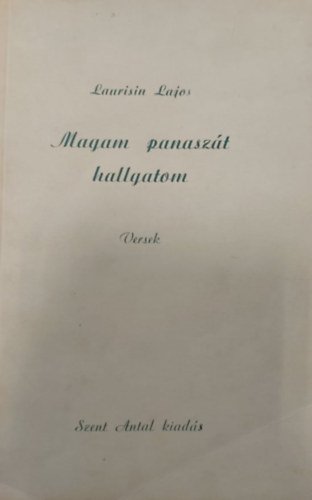 Laurisin Lajos
Magam panaszát
hallgatom
Versek
Szent Antal kiadás